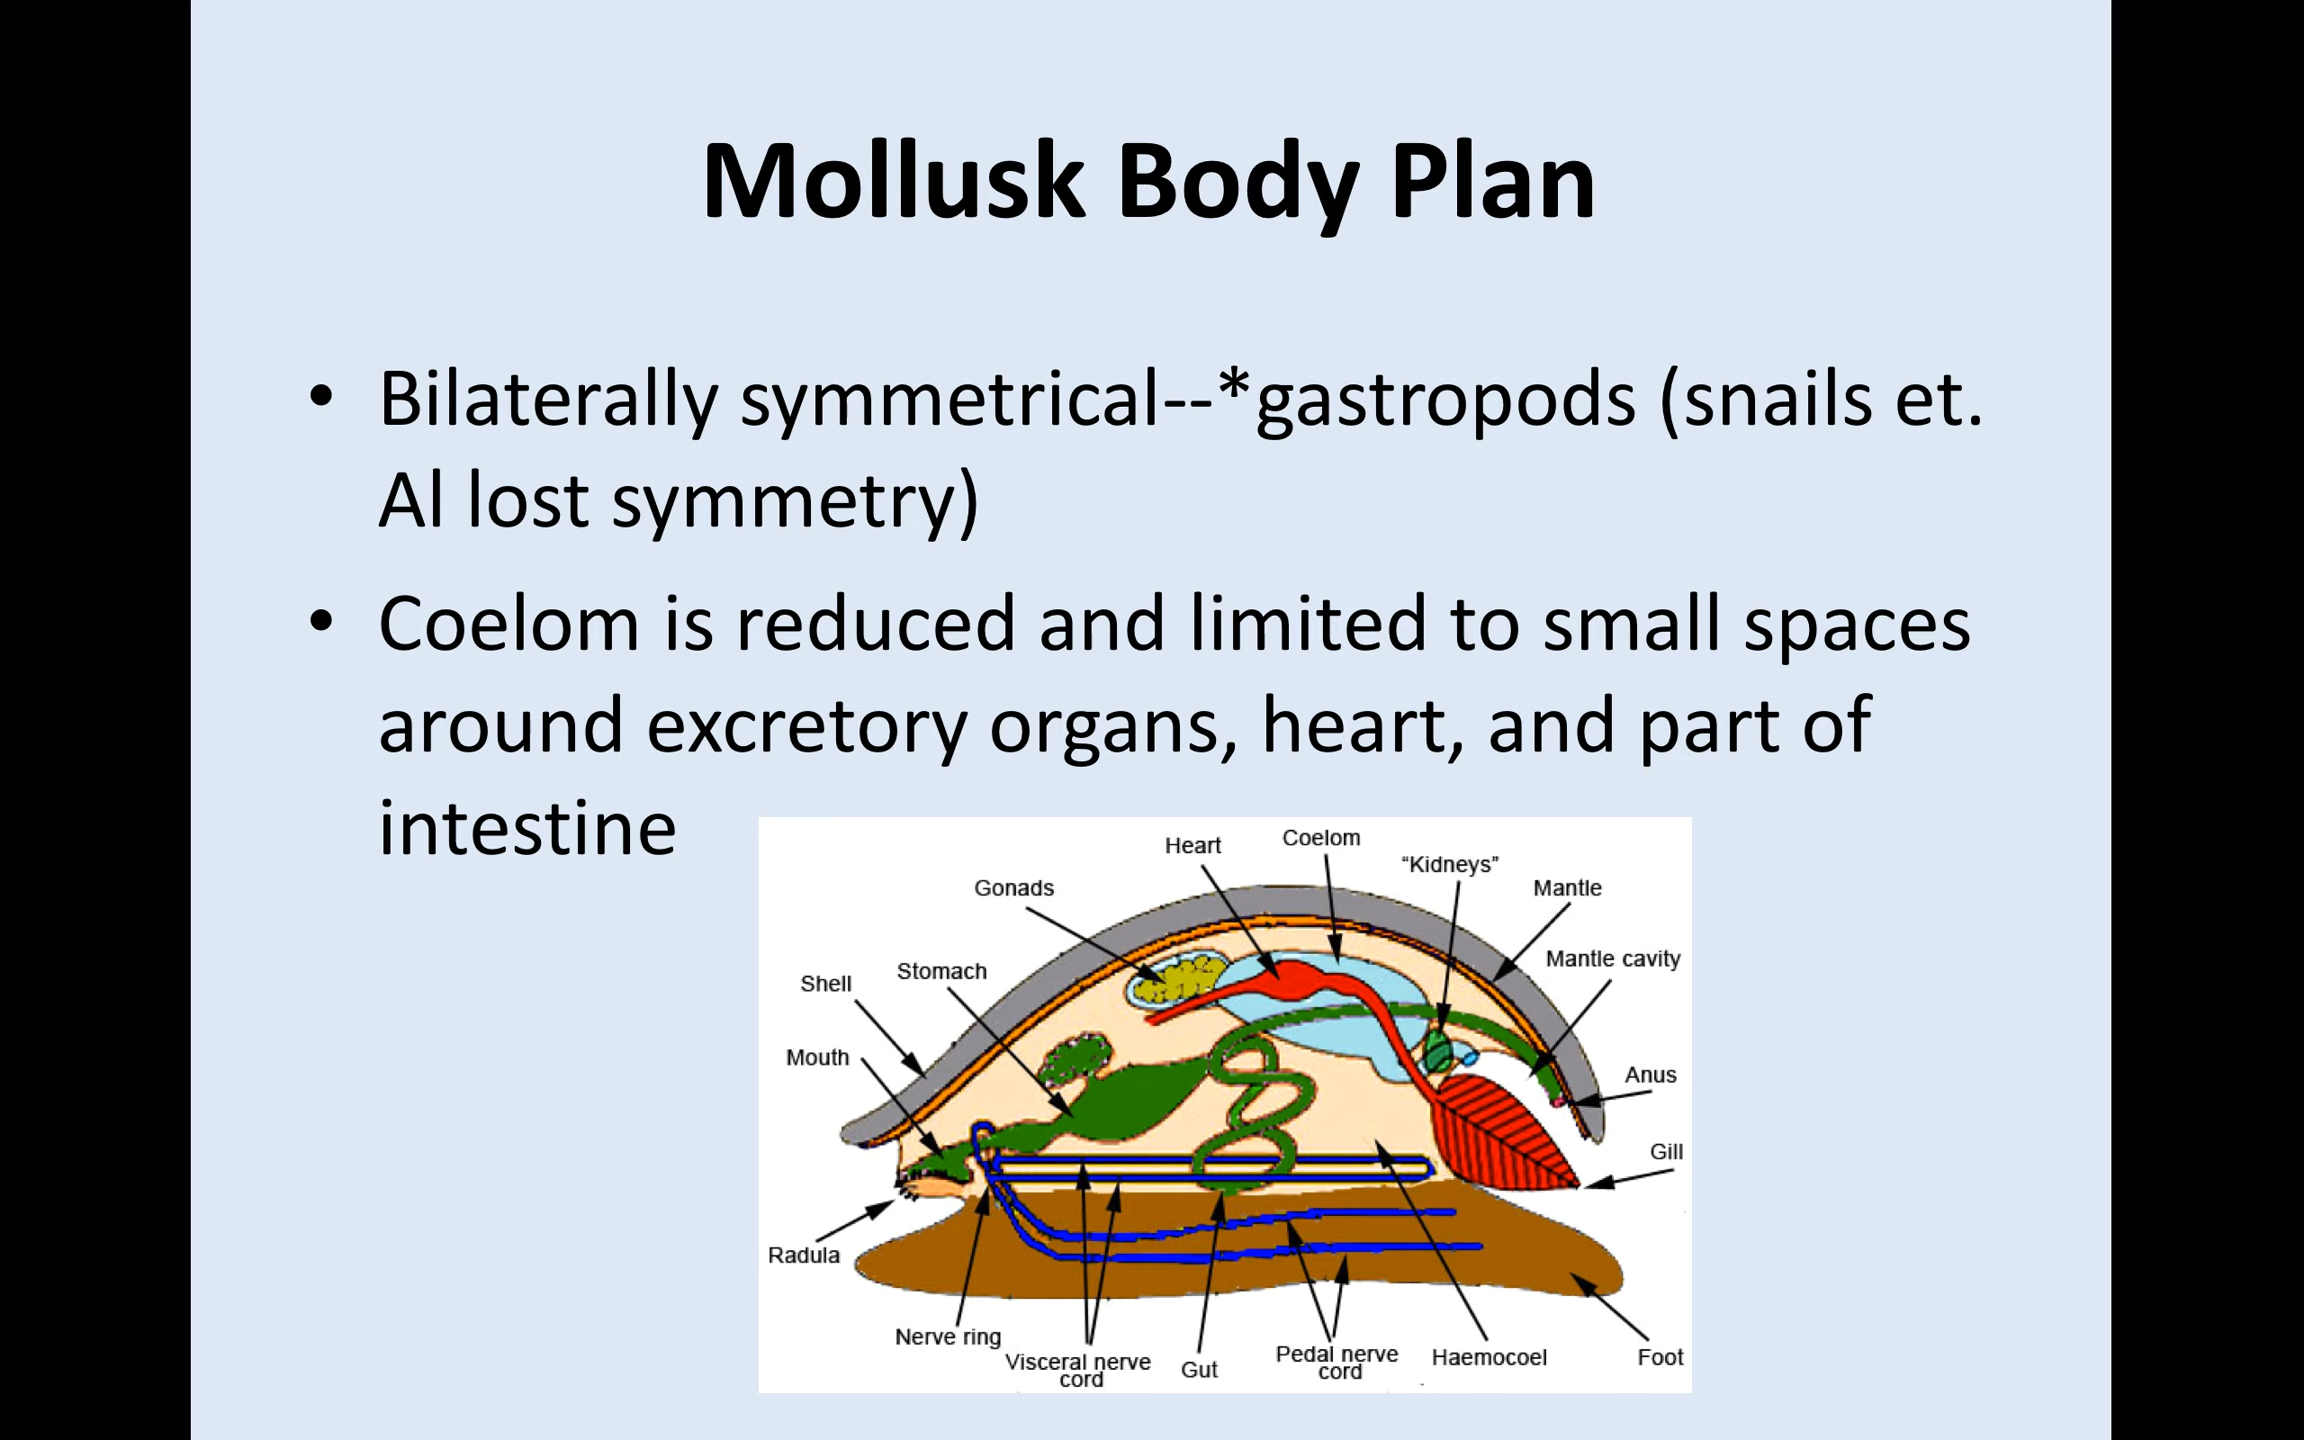 Mollusk Body Plan
• Bilaterally symmetrical--*gastropods (snails et.
Al lost symmetry)
• Coelom is reduced and limited to small spaces
around excretory organs, heart, and part of
intestine
Heart
Coelom
“Kidneys”
Gonads
Mantle
Mantle cavity
Stomach
Shell
Mouth
Anus
Gill
Radula
Nerve ring
Visceral nerve
cord
Gut
Pedal nerve
cord
Haemocoel
Foot